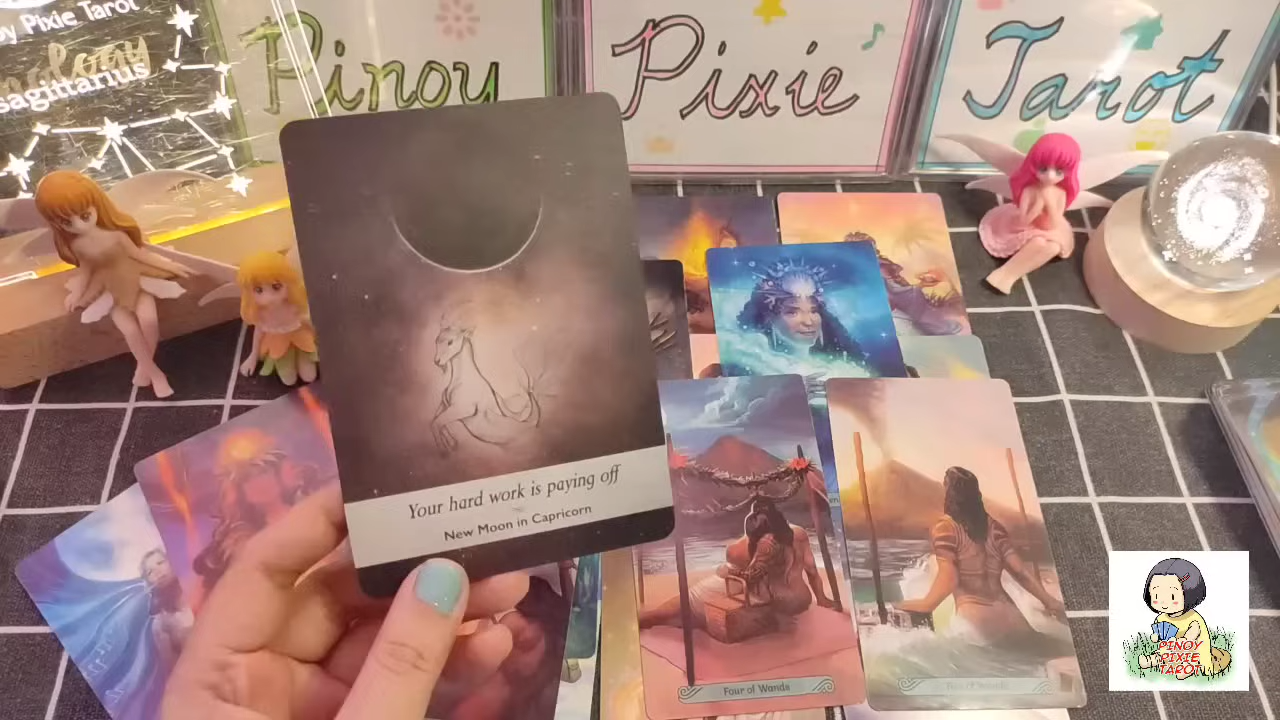 Pixie Tarot
sagittarius
Pinoy
Pixie
Tarot
Your hard work is paying off
New Moon in Capricorn
Four of Wands
PINOY
PIXIE
TAROT